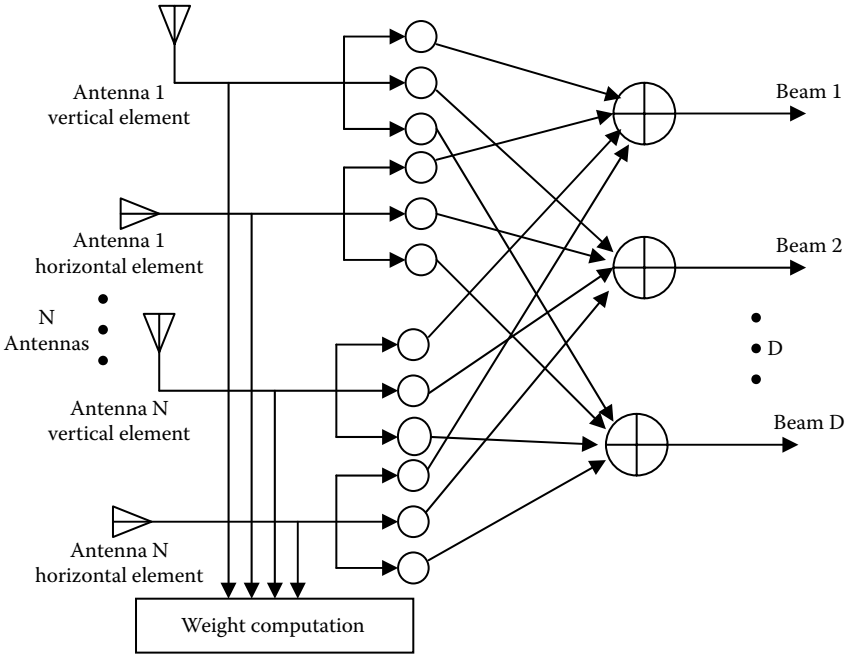 Antenna 1
vertical element
Beam 1
Antenna 1
horizontal element
Beam 2
N
Antennas
D
Antenna N
vertical element
Beam D
Antenna N
horizontal element
Weight computation